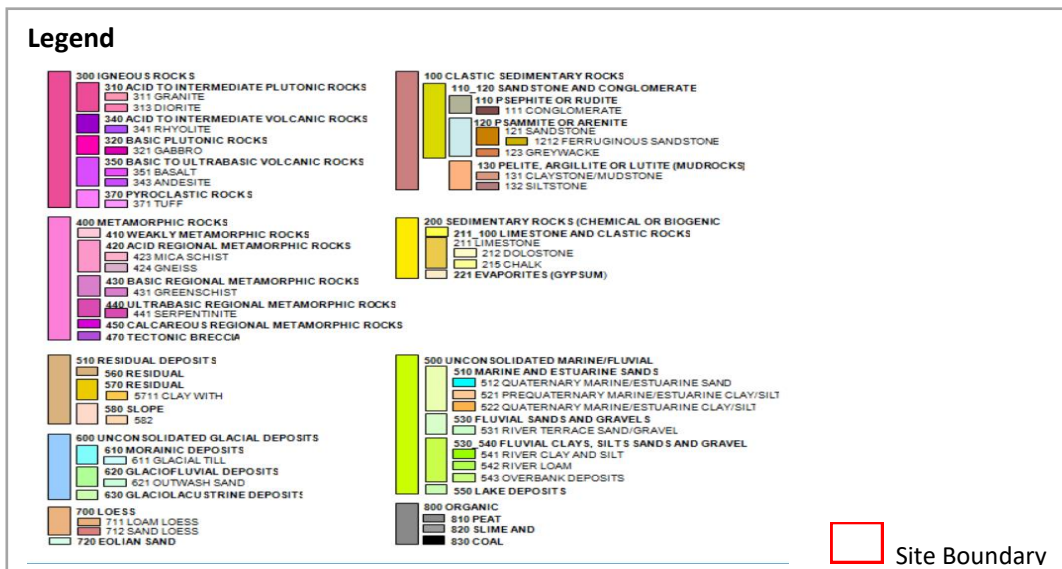 Legend
300 IGNEOUS ROCKS
310 ACID TO INTERMEDIATE PLUTONIC ROCKS
311 GRANITE
313 DIORITE
340 ACID TO INTERMEDIATE VOLCANIC ROCKS
341 RHYOLITE
320 BASIC PLUTONIC ROCKS
321 GABBRO
350 BASIC TO ULTRABASIC VOLCANIC ROCKS
351 BASALT
343 ANDESITE
370 PYROCLASTIC ROCKS
371 TUFF
400 METAMORPHIC ROCKS
410 WEAKLY METAMORPHIC ROCKS
420 ACID REGIONAL METAMORPHIC ROCKS
423 MICA SCHIST
424 GNEISS
430 BASIC REGIONAL METAMORPHIC ROCKS
431 GREENSCHIST
440 ULTRABASIC REGIONAL METAMORPHIC ROCKS
441 SERPENTINITE
450 CALCAREOUS REGIONAL METAMORPHIC ROCKS
470 TECTONIC BRECCIA
510 RESIDUAL DEPOSITS
560 RESIDUAL
570 RESIDUAL
5711 CLAY WITH
580 SLOPE
582
600 UNCONSOLIDATED GLACIAL DEPOSITS
610 MORAINIC DEPOSITS
611 GLACIAL TILL
620 GLACIOFLUVIAL DEPOSITS
621 OUTWASH SAND
630 GLACIOLACUSTRINE DEPOSITS
700 LOESS
711 LOAM LOESS
712 SAND LOESS
720 EOLIAN SAND
100 CLASTIC SEDIMENTARY ROCKS
110_120 SANDSTONE AND CONGLOMERATE
110 PSEPHITE OR RUDITE
111 CONGLOMERATE
120 PSAMMITE OR ARENITE
121 SANDSTONE
1212 FERRUGINOUS SANDSTONE
123 GREYWACKE
130 PELITE, ARGILLITE OR LUTITE (MUDROCKS)
131 CLAYSTONE/MUDSTONE
132 SILTSTONE
200 SEDIMENTARY ROCKS (CHEMICAL OR BIOGENIC
211_100 LIMESTONE AND CLASTIC ROCKS
211 LIMESTONE
212 DOLOSTONE
215 CHALK
221 EVAPORITES (GYPSUM)
500 UNCONSOLIDATED MARINE/FLUVIAL
510 MARINE AND ESTUARINE SANDS
512 QUATERNARY MARINE/ESTUARINE SAND
521 PREQUATERNARY MARINE/ESTUARINE CLAY/SILT
522 QUATERNARY MARINE/ESTUARINE CLAY/SILT
530 FLUVIAL SANDS AND GRAVELS
531 RIVER TERRACE SAND/GRAVEL
530_540 FLUVIAL CLAYS, SILTS SANDS AND GRAVEL
541 RIVER CLAY AND SILT
542 RIVER LOAM
543 OVERBANK DEPOSITS
550 LAKE DEPOSITS
800 ORGANIC
810 PEAT
820 SLIME AND
830 COAL
Site Boundary